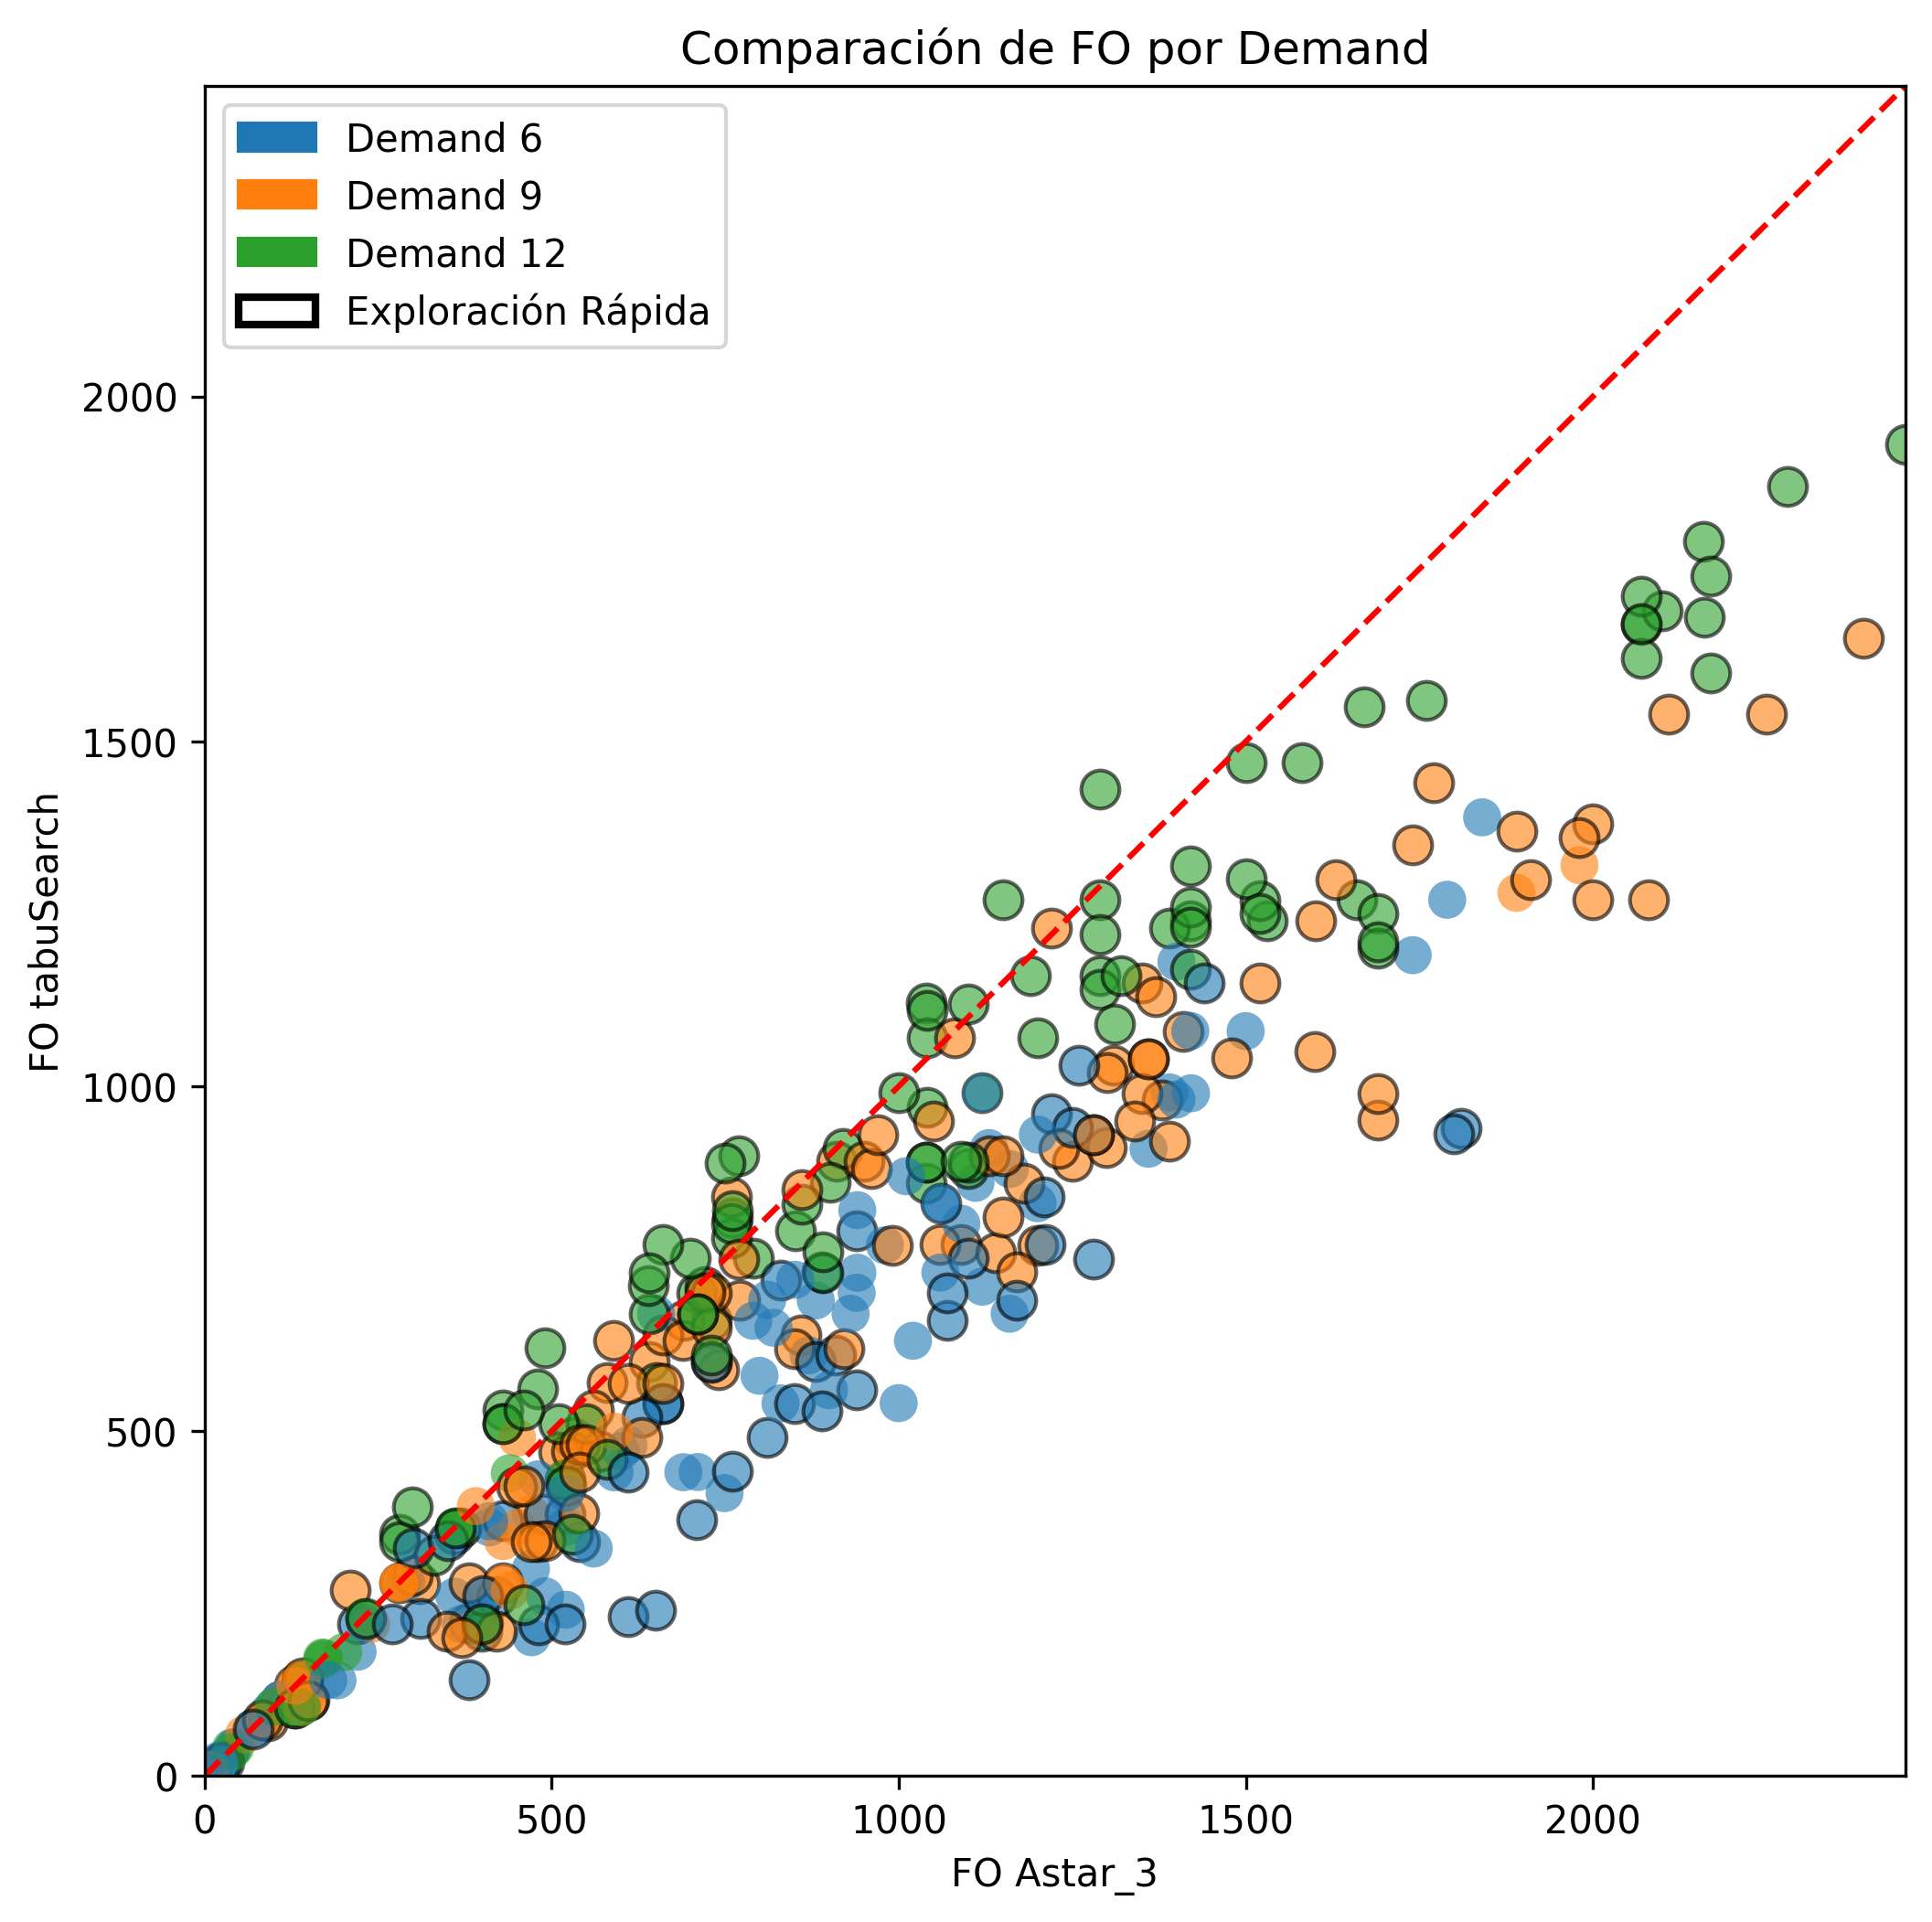 Comparación de FO por Demand
Demand 6
Demand 9
Demand 12
Exploración Rápida
2000
1500
1000
500
0
FO tabuSearch
0
500
1000
1500
2000
FO Astar_3